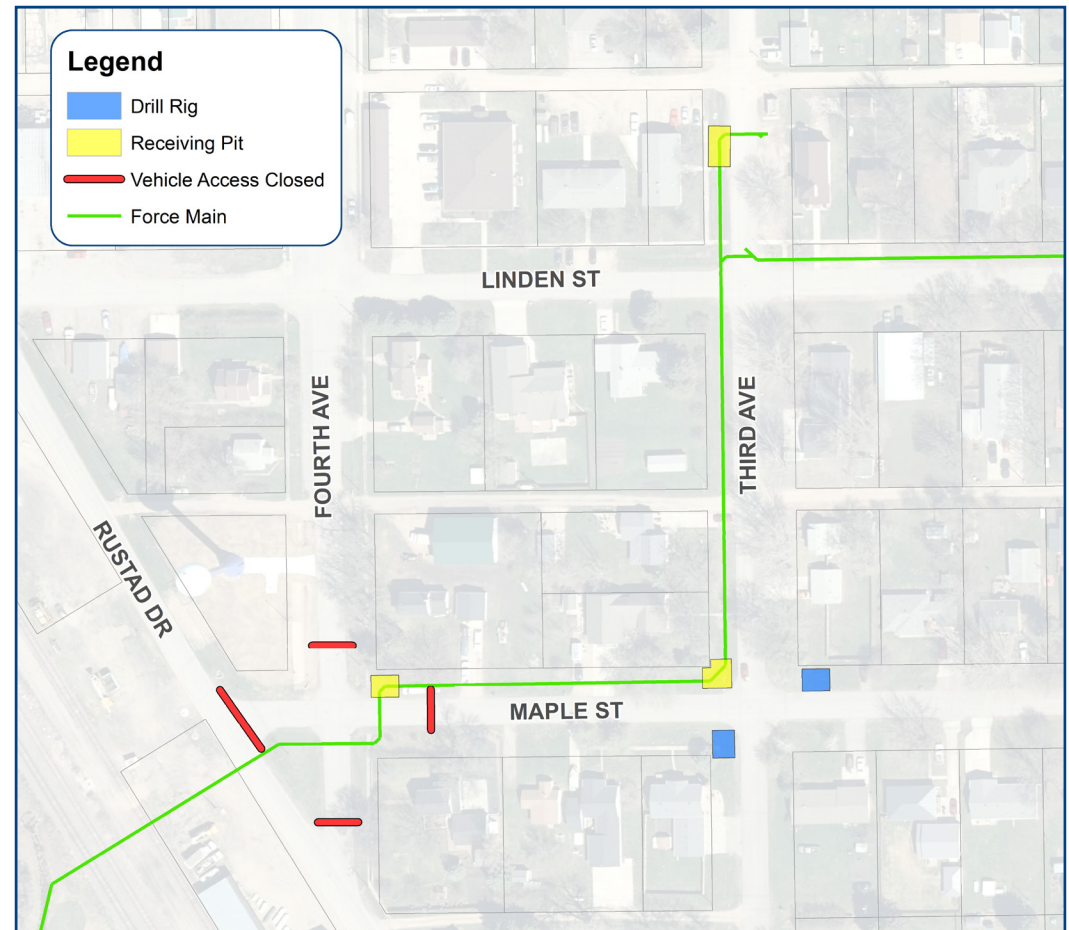 Legend
Drill Rig
Receiving Pit
Vehicle Access Closed
Force Main
LINDEN ST
FOURTH AVE
THIRD AVE
RUSTAD DR
MAPLE ST